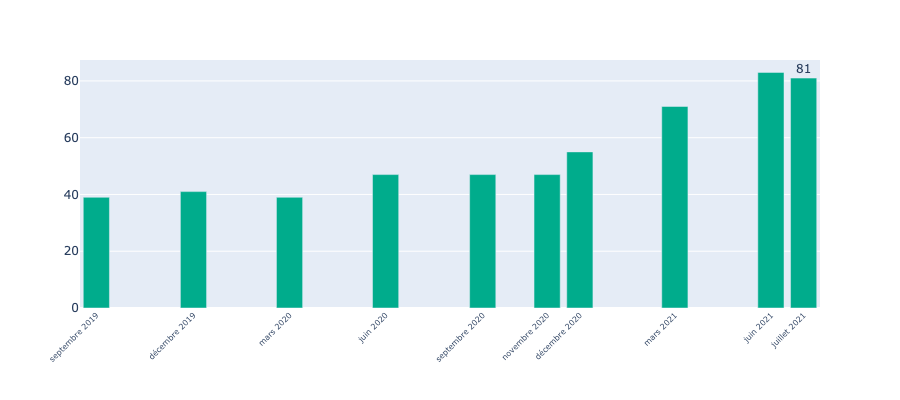 81
80
60
40
20
0
septembre 2019
décembre 2019
mars 2020
juin 2020
septembre 2020
novembre 2020
décembre 2020
mars 2021
juin 2021
juillet 2021